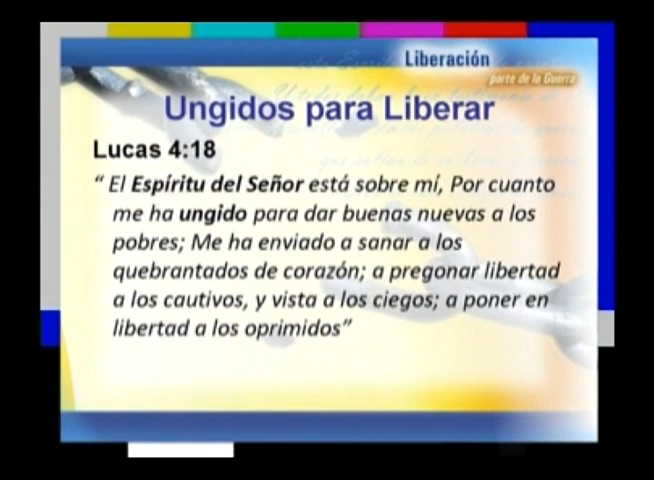 Liberación
parte de la Guerra
Ungidos para Liberar
Lucas 4:18
“ El Espíritu del Señor está sobre mí, Por cuanto
me ha ungido para dar buenas nuevas a los
pobres; Me ha enviado a sanar a los
quebrantados de corazón; a pregonar libertad
a los cautivos, y vista a los ciegos; a poner en
libertad a los oprimidos”